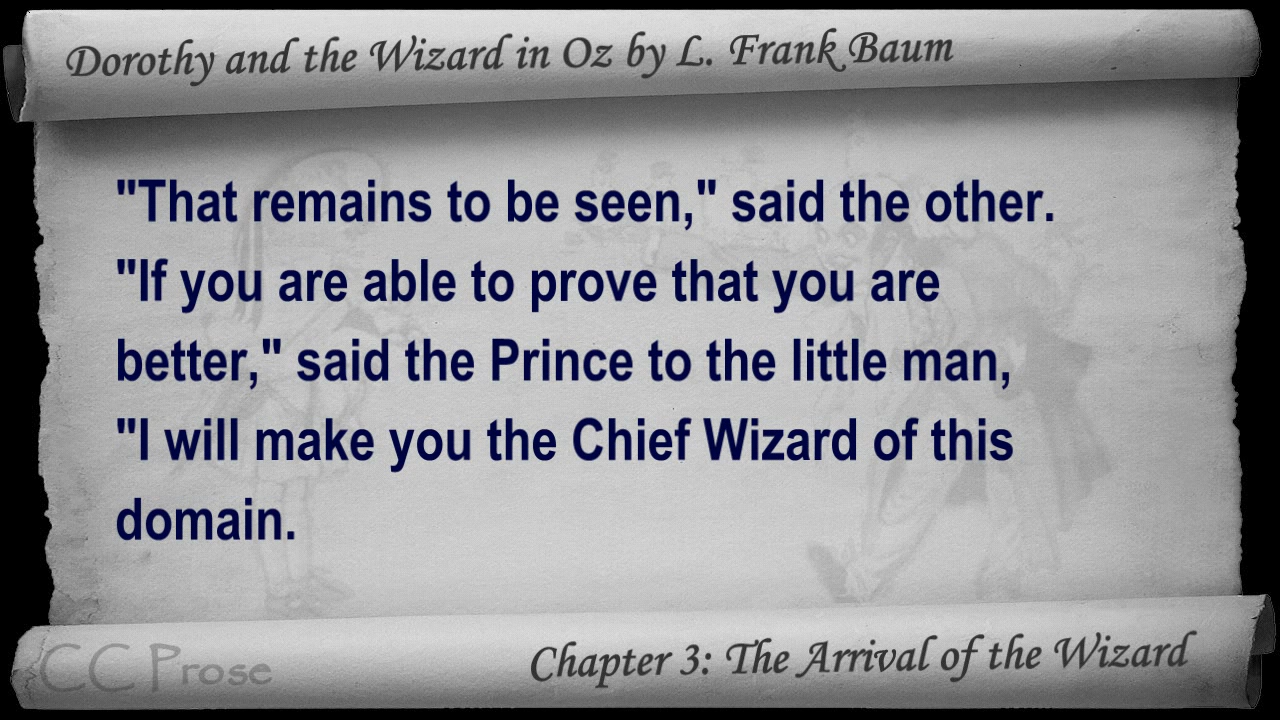 Dorothy and the Wizard in Oz by L. Frank Baum
"That remains to be seen," said the other.
"If you are able to prove that you are
better," said the Prince to the little man,
"I will make you the Chief Wizard of this
domain.
CC Prose
Chapter 3: The Arrival of the Wizard